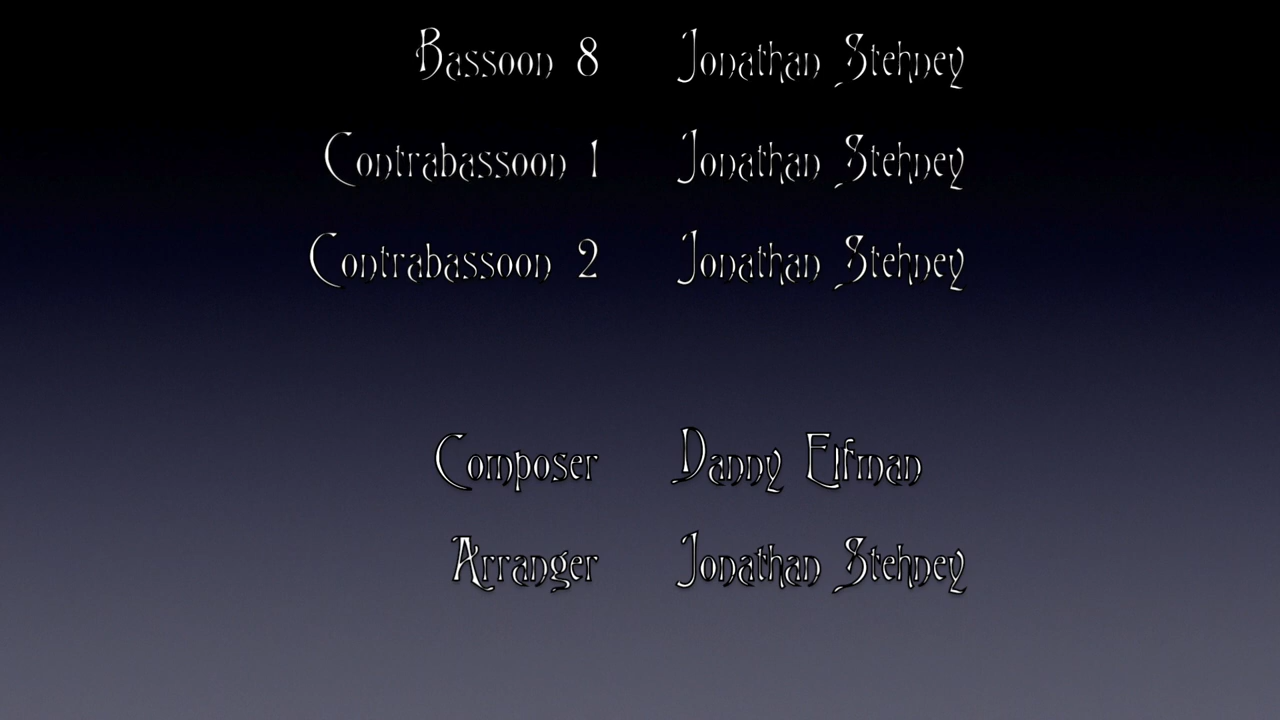 Bassoon 8 Jonathan Stehney
Contrabassoon 1 Jonathan Stehney
Contrabassoon 2 Jonathan Stehney
Composer Danny Elfman
Arranger Jonathan Stehney